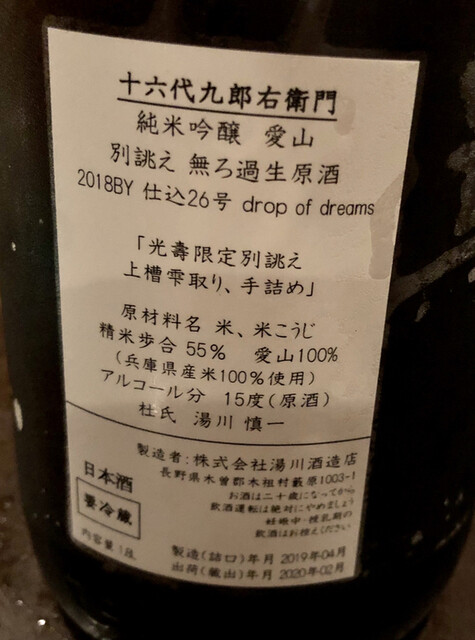 十六代九郎右衛門
純米吟醸 愛山
別誂え 無ろ過生原酒
2018BY 仕込26号 drop of dreams
「光壽限定別誂え
上槽雫取り、手詰め」
原材料名 米、米こうじ
精米歩合 55% 愛山100%
(兵庫県産米100%使用)
アルコール分 15度(原酒)
杜氏 湯川 慎一
製造者:株式会社湯川酒造店
長野県木曽郡木祖村薮原1003-1
日本酒
要冷蔵
内容量 1.8L
お酒は二十歳になってから
飲酒運転は絶対にやめましょう
妊娠中・授乳期の
飲酒はお控えください
製造(詰口)年月 2019年04月
出荷(蔵出)年月 2020年02月